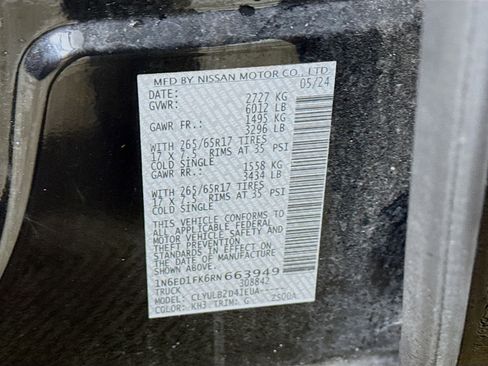 MFD BY NISSAN MOTOR CO., LTD
DATE: 05/24
GVWR: 2727 KG
6012 LB
GAWR FR.: 1495 KG
3296 LB
WITH 265/65R17 TIRES
17 X 7.5 RIMS AT 35 PSI
COLD SINGLE
GAWR RR.: 1558 KG
3434 LB
WITH 265/65R17 TIRES
17 X 7.5 RIMS AT 35 PSI
COLD SINGLE
THIS VEHICLE CONFORMS TO
ALL APPLICABLE FEDERAL
MOTOR VEHICLE SAFETY AND
THEFT PREVENTION
STANDARDS IN EFFECT ON
THE DATE OF MANUFACTURE
SHOWN ABOVE.
1N6ED1FK6RN663949
TRUCK 308842
MODEL: CLYULBZD41EUA-----
COLOR: KH3 TRIM: G ZSODA